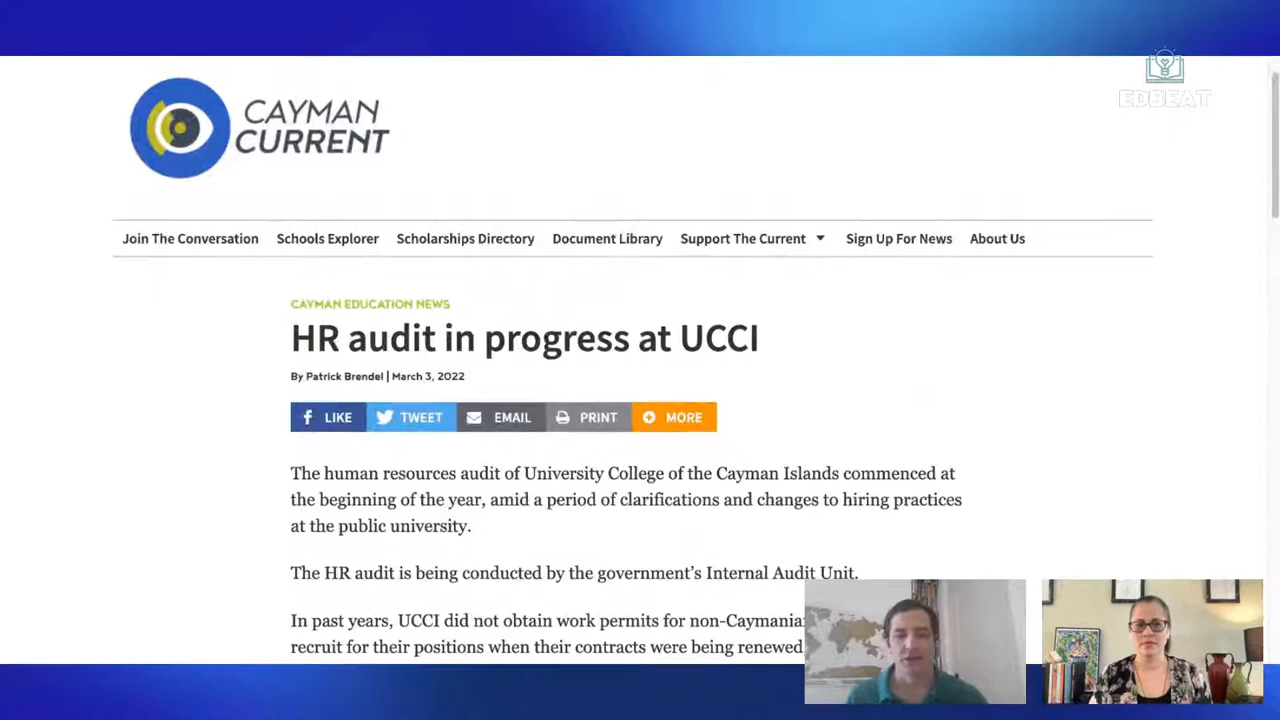 EDBEAT
CAYMAN
CURRENT
Join The Conversation Schools Explorer Scholarships Directory Document Library Support The Current Sign Up For News About Us
CAYMAN EDUCATION NEWS
HR audit in progress at UCCI
By Patrick Brendel | March 3, 2022
LIKE TWEET EMAIL PRINT MORE
The human resources audit of University College of the Cayman Islands commenced at
the beginning of the year, amid a period of clarifications and changes to hiring practices
at the public university.
The HR audit is being conducted by the government’s Internal Audit Unit.
In past years, UCCI did not obtain work permits for non-Caymania
recruit for their positions when their contracts were being renewed